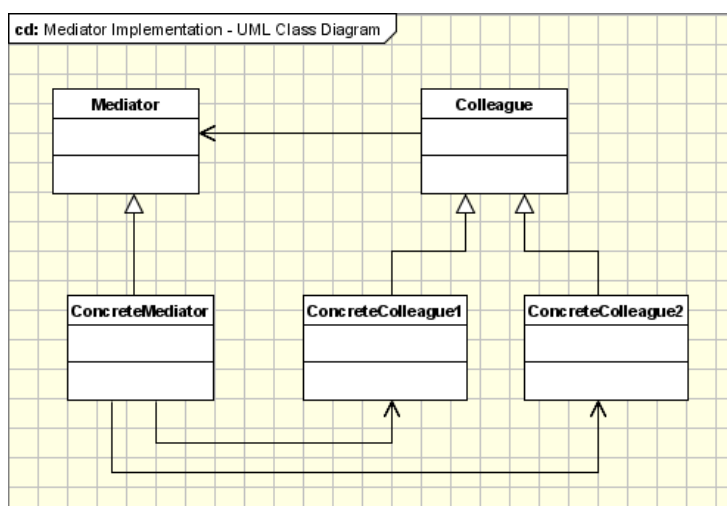 cd: Mediator Implementation - UML Class Diagram
Mediator
Colleague
ConcreteMediator
ConcreteColleague1
ConcreteColleague2